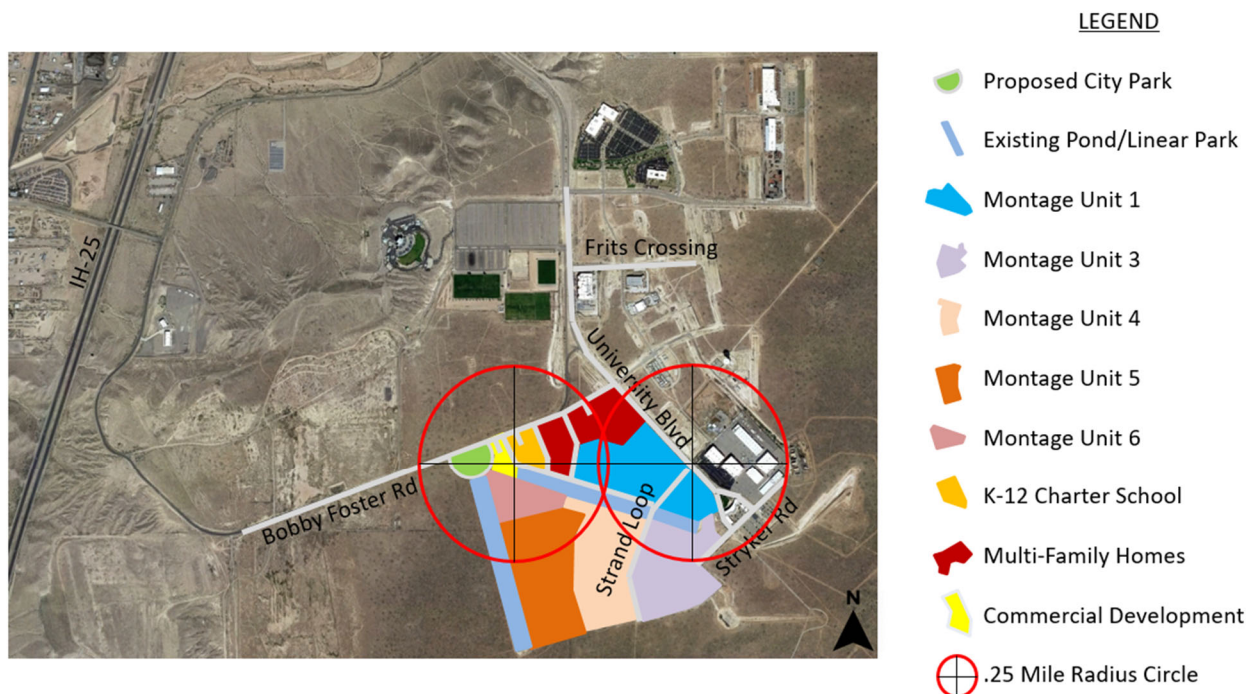 LEGEND
Proposed City Park
Existing Pond/Linear Park
Montage Unit 1
Montage Unit 3
Montage Unit 4
Montage Unit 5
Montage Unit 6
K-12 Charter School
Multi-Family Homes
Commercial Development
.25 Mile Radius Circle
IH-25
Frits Crossing
University Blvd
Bobby Foster Rd
Strand Loop
Stryker Rd
N